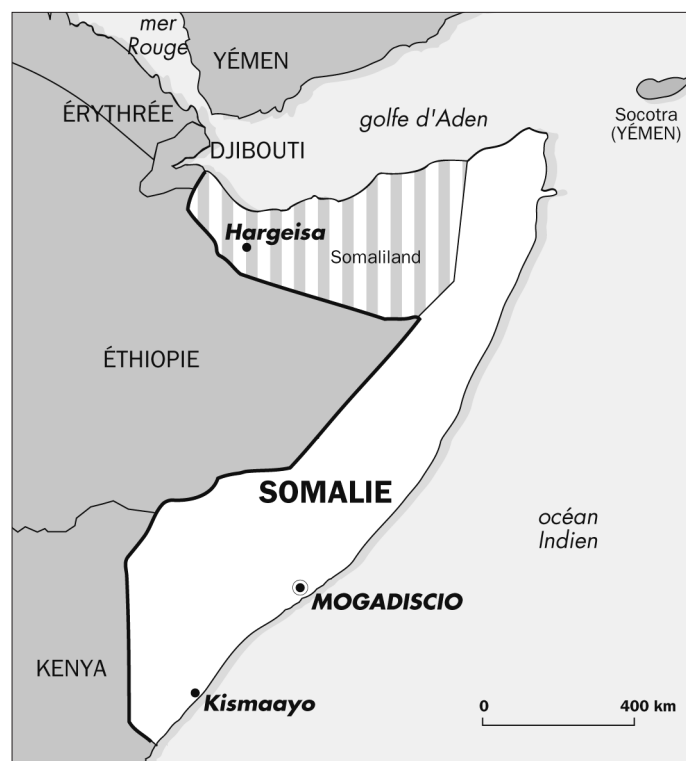 mer
Rouge
YÉMEN
ÉRYTHRÉE
golfe d'Aden
Socotra
(YÉMEN)
DJIBOUTI
Hargeisa
Somaliland
ÉTHIOPIE
SOMALIE
océan
Indien
MOGADISCIO
KENYA
Kismaayo
0 400 km